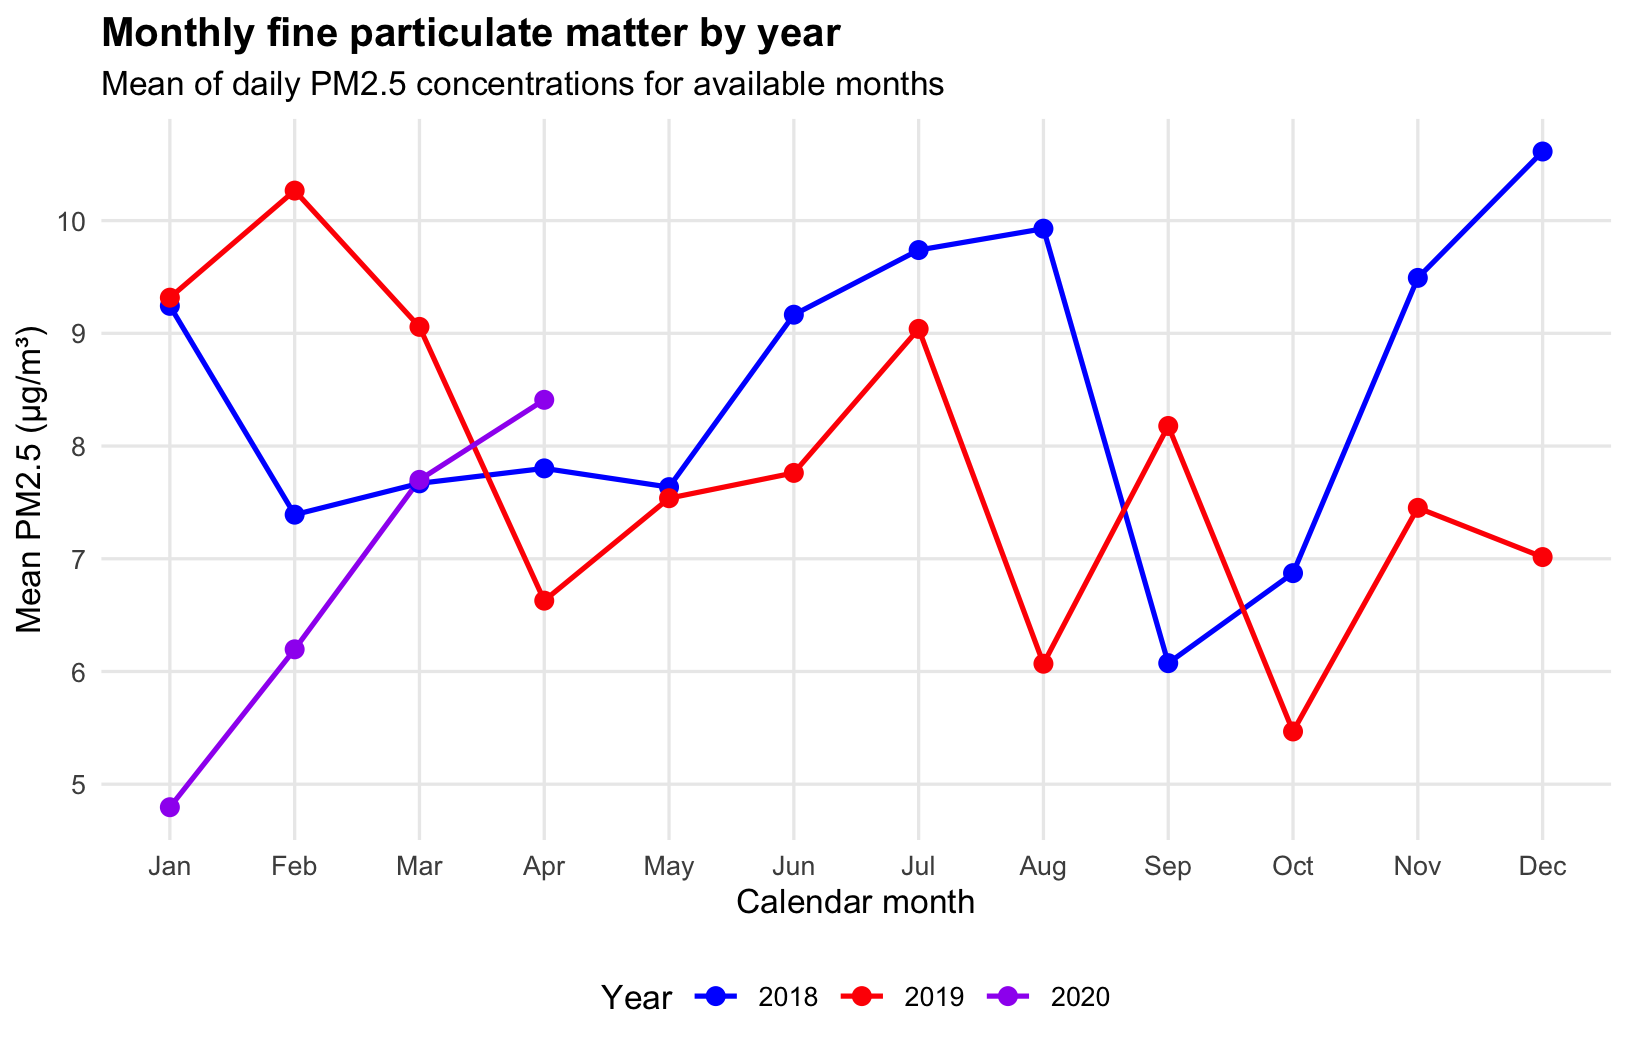 Monthly fine particulate matter by year
Mean of daily PM2.5 concentrations for available months
Mean PM2.5 (µg/m³)
10
9
8
7
6
5
Jan Feb Mar Apr May Jun Jul Aug Sep Oct Nov Dec
Calendar month
Year 2018 2019 2020